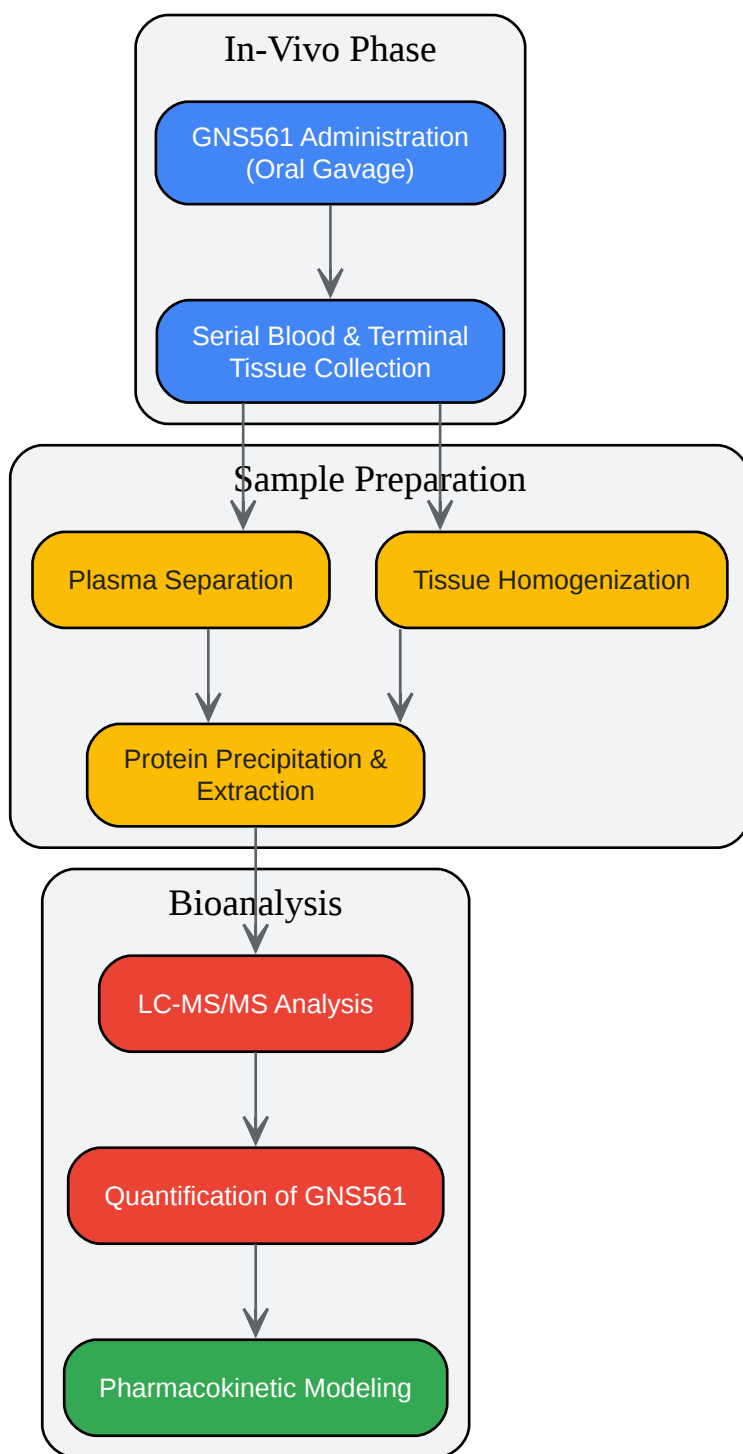 In-Vivo Phase
GNS561 Administration
(Oral Gavage)
Serial Blood & Terminal
Tissue Collection
Sample Preparation
Plasma Separation
Tissue Homogenization
Protein Precipitation &
Extraction
Bioanalysis
LC-MS/MS Analysis
Quantification of GNS561
Pharmacokinetic Modeling